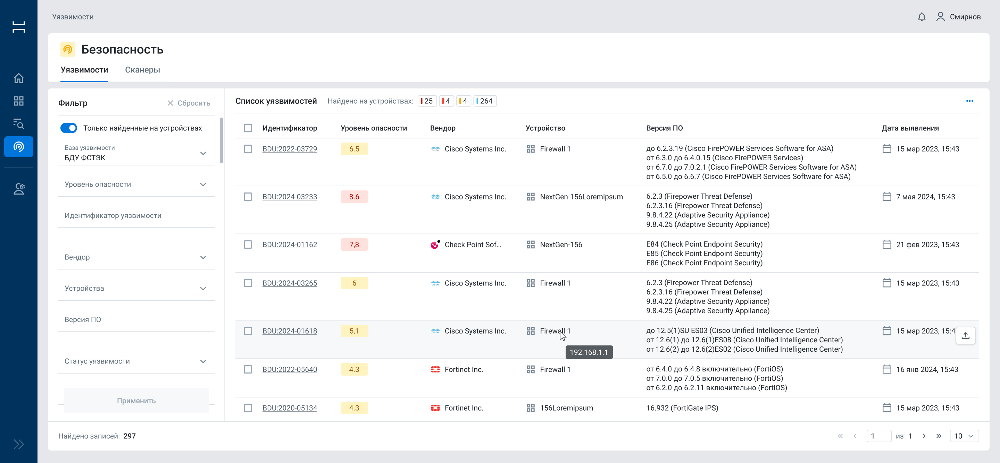 Уязвимости
Смирнов
Безопасность
Уязвимости
Сканеры
Фильтр
Сбросить
Только найденные на устройствах
База уязвимости
БДУ ФСТЭК
Уровень опасности
Идентификатор уязвимости
Вендор
Устройства
Версия ПО
Статус уязвимости
Применить
Список уязвимостей Найдено на устройствах: 25 4 4 264
Идентификатор Уровень опасности Вендор Устройство Версия ПО Дата выявления
BDU:2022-03729 6.5 cisco Cisco Systems Inc. Firewall 1 до 6.2.3.19 (Cisco FirePOWER Services Software for ASA) 15 мар 2023, 15:43
от 6.3.0 до 6.4.0.15 (Cisco FirePOWER Services)
от 6.7.0 до 7.0.2.1 (Cisco FirePOWER Services Software for ASA)
от 6.5.0 до 6.6.7 (Cisco FirePOWER Services Software for ASA)
BDU:2024-03233 8.6 cisco Cisco Systems Inc. NextGen-156Loremipsum 6.2.3 (Firepower Threat Defense) 7 мая 2024, 15:43
6.2.3.16 (Firepower Threat Defense)
9.8.4.22 (Adaptive Security Appliance)
9.8.4.25 (Adaptive Security Appliance)
BDU:2024-01162 7,8 Check Point Sof... NextGen-156 E84 (Check Point Endpoint Security) 21 фев 2023, 15:43
E85 (Check Point Endpoint Security)
E86 (Check Point Endpoint Security)
BDU:2024-03265 6 cisco Cisco Systems Inc. Firewall 1 6.2.3 (Firepower Threat Defense) 15 мар 2023, 15:43
6.2.3.16 (Firepower Threat Defense)
9.8.4.22 (Adaptive Security Appliance)
9.8.4.25 (Adaptive Security Appliance)
BDU:2024-01618 5,1 cisco Cisco Systems Inc. Firewall 1 до 12.5(1)SU ES03 (Cisco Unified Intelligence Center) 15 мар 2023, 15:4
от 12.6(1) до 12.6(1)ES08 (Cisco Unified Intelligence Center)
от 12.6(2) до 12.6(2)ES02 (Cisco Unified Intelligence Center)
192.168.1.1
BDU:2022-05640 4.3 Fortinet Inc. Firewall 1 от 6.4.0 до 6.4.8 включительно (FortiOS) 16 янв 2024, 15:43
от 7.0.0 до 7.0.5 включительно (FortiOS)
от 6.2.0 до 6.2.11 включительно (FortiOS)
BDU:2020-05134 4.3 Fortinet Inc. 156Loremipsum 16.932 (FortiGate IPS) 15 мар 2023, 15:43
Найдено записей: 297
1 из 1
10